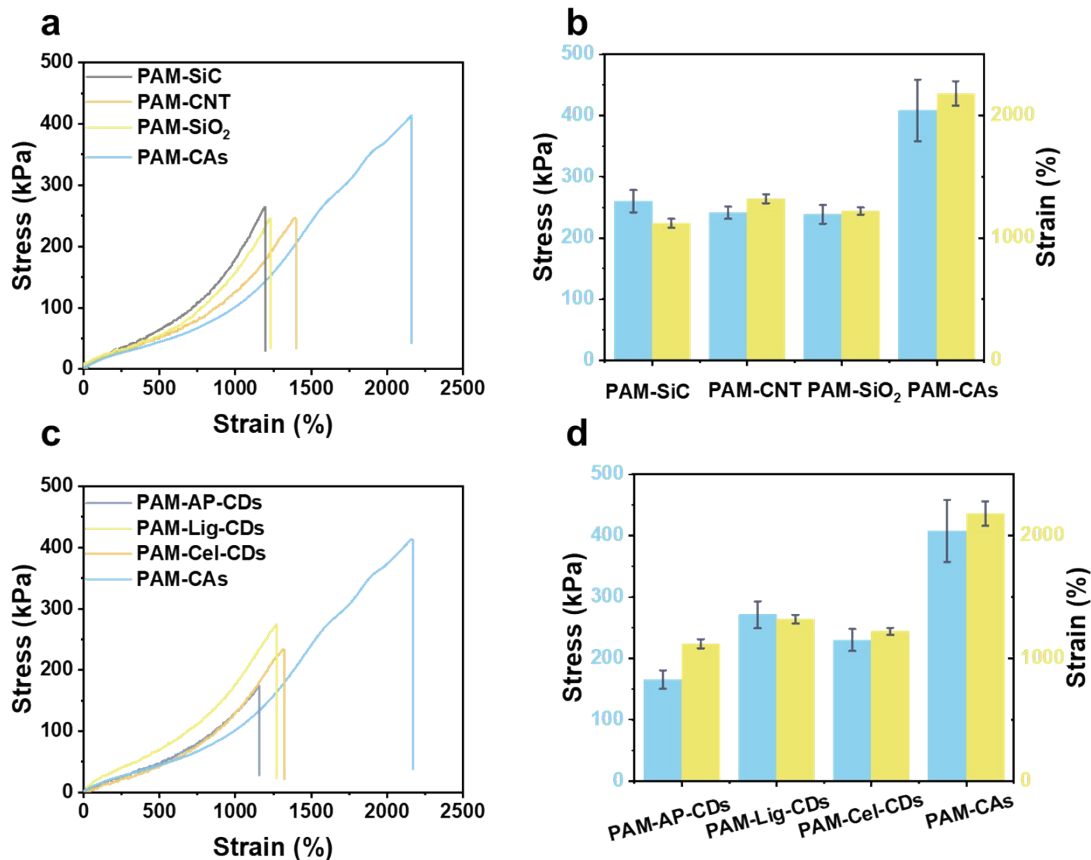 a
500
400
300
200
100
0
Stress (kPa)
PAM-SiC
PAM-CNT
PAM-SiO₂
PAM-CAs
0 500 1000 1500 2000 2500
Strain (%)
b
500
400
300
200
100
0
Stress (kPa)
2000
1000
0
Strain (%)
PAM-SiC PAM-CNT PAM-SiO₂ PAM-CAs
c
500
400
300
200
100
0
Stress (kPa)
PAM-AP-CDs
PAM-Lig-CDs
PAM-Cel-CDs
PAM-CAs
0 500 1000 1500 2000 2500
Strain (%)
d
500
400
300
200
100
0
Stress (kPa)
2000
1000
0
Strain (%)
PAM-AP-CDs PAM-Lig-CDs PAM-Cel-CDs PAM-CAs